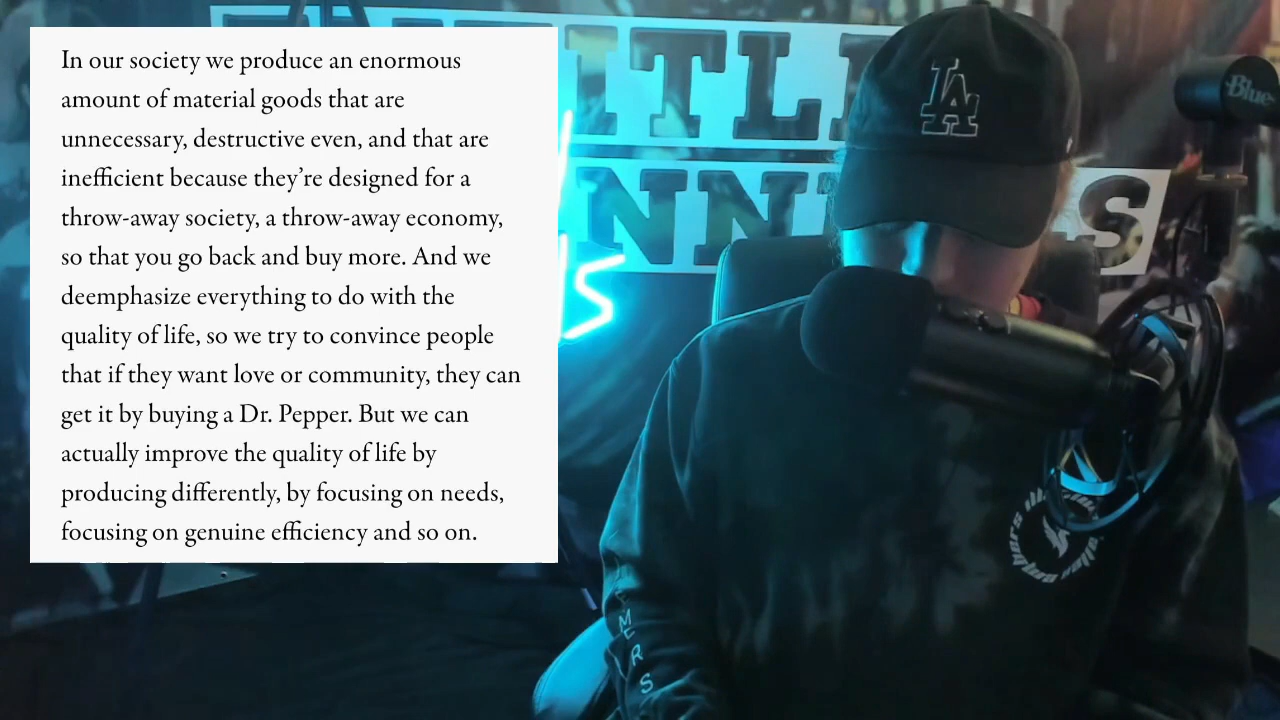 In our society we produce an enormous
amount of material goods that are
unnecessary, destructive even, and that are
inefficient because they’re designed for a
throw-away society, a throw-away economy,
so that you go back and buy more. And we
deemphasize everything to do with the
quality of life, so we try to convince people
that if they want love or community, they can
get it by buying a Dr. Pepper. But we can
actually improve the quality of life by
producing differently, by focusing on needs,
focusing on genuine efficiency and so on.
LA
Blue
MERS